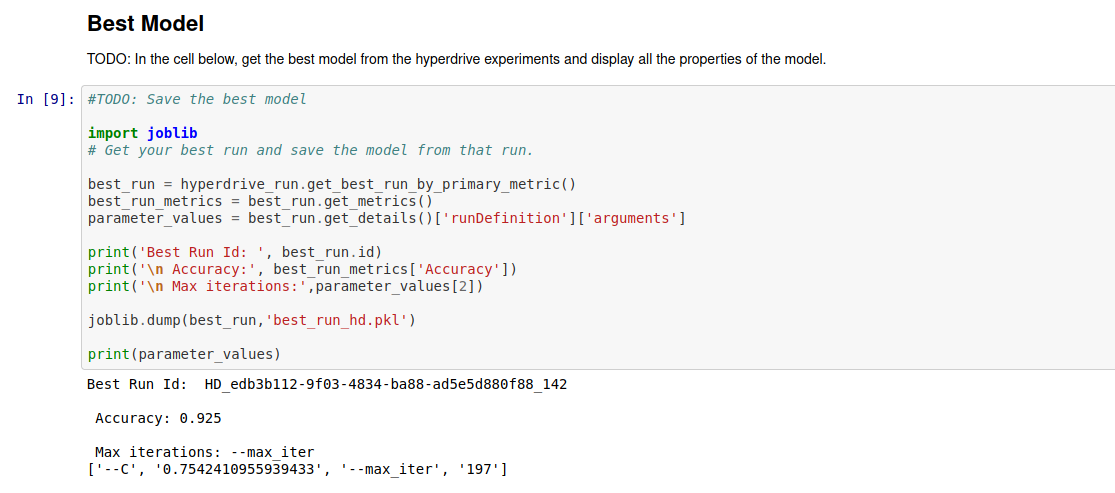 Best Model
TODO: In the cell below, get the best model from the hyperdrive experiments and display all the properties of the model.
In [9]: #TODO: Save the best model
import joblib
# Get your best run and save the model from that run.
best_run = hyperdrive_run.get_best_run_by_primary_metric()
best_run_metrics = best_run.get_metrics()
parameter_values = best_run.get_details()['runDefinition']['arguments']
print('Best Run Id: ', best_run.id)
print('\n Accuracy:', best_run_metrics['Accuracy'])
print('\n Max iterations:',parameter_values[2])
joblib.dump(best_run,'best_run_hd.pkl')
print(parameter_values)
Best Run Id:  HD_edb3b112-9f03-4834-ba88-ad5e5d880f88_142
Accuracy: 0.925
Max iterations: --max_iter
['--C', '0.7542410955939433', '--max_iter', '197']